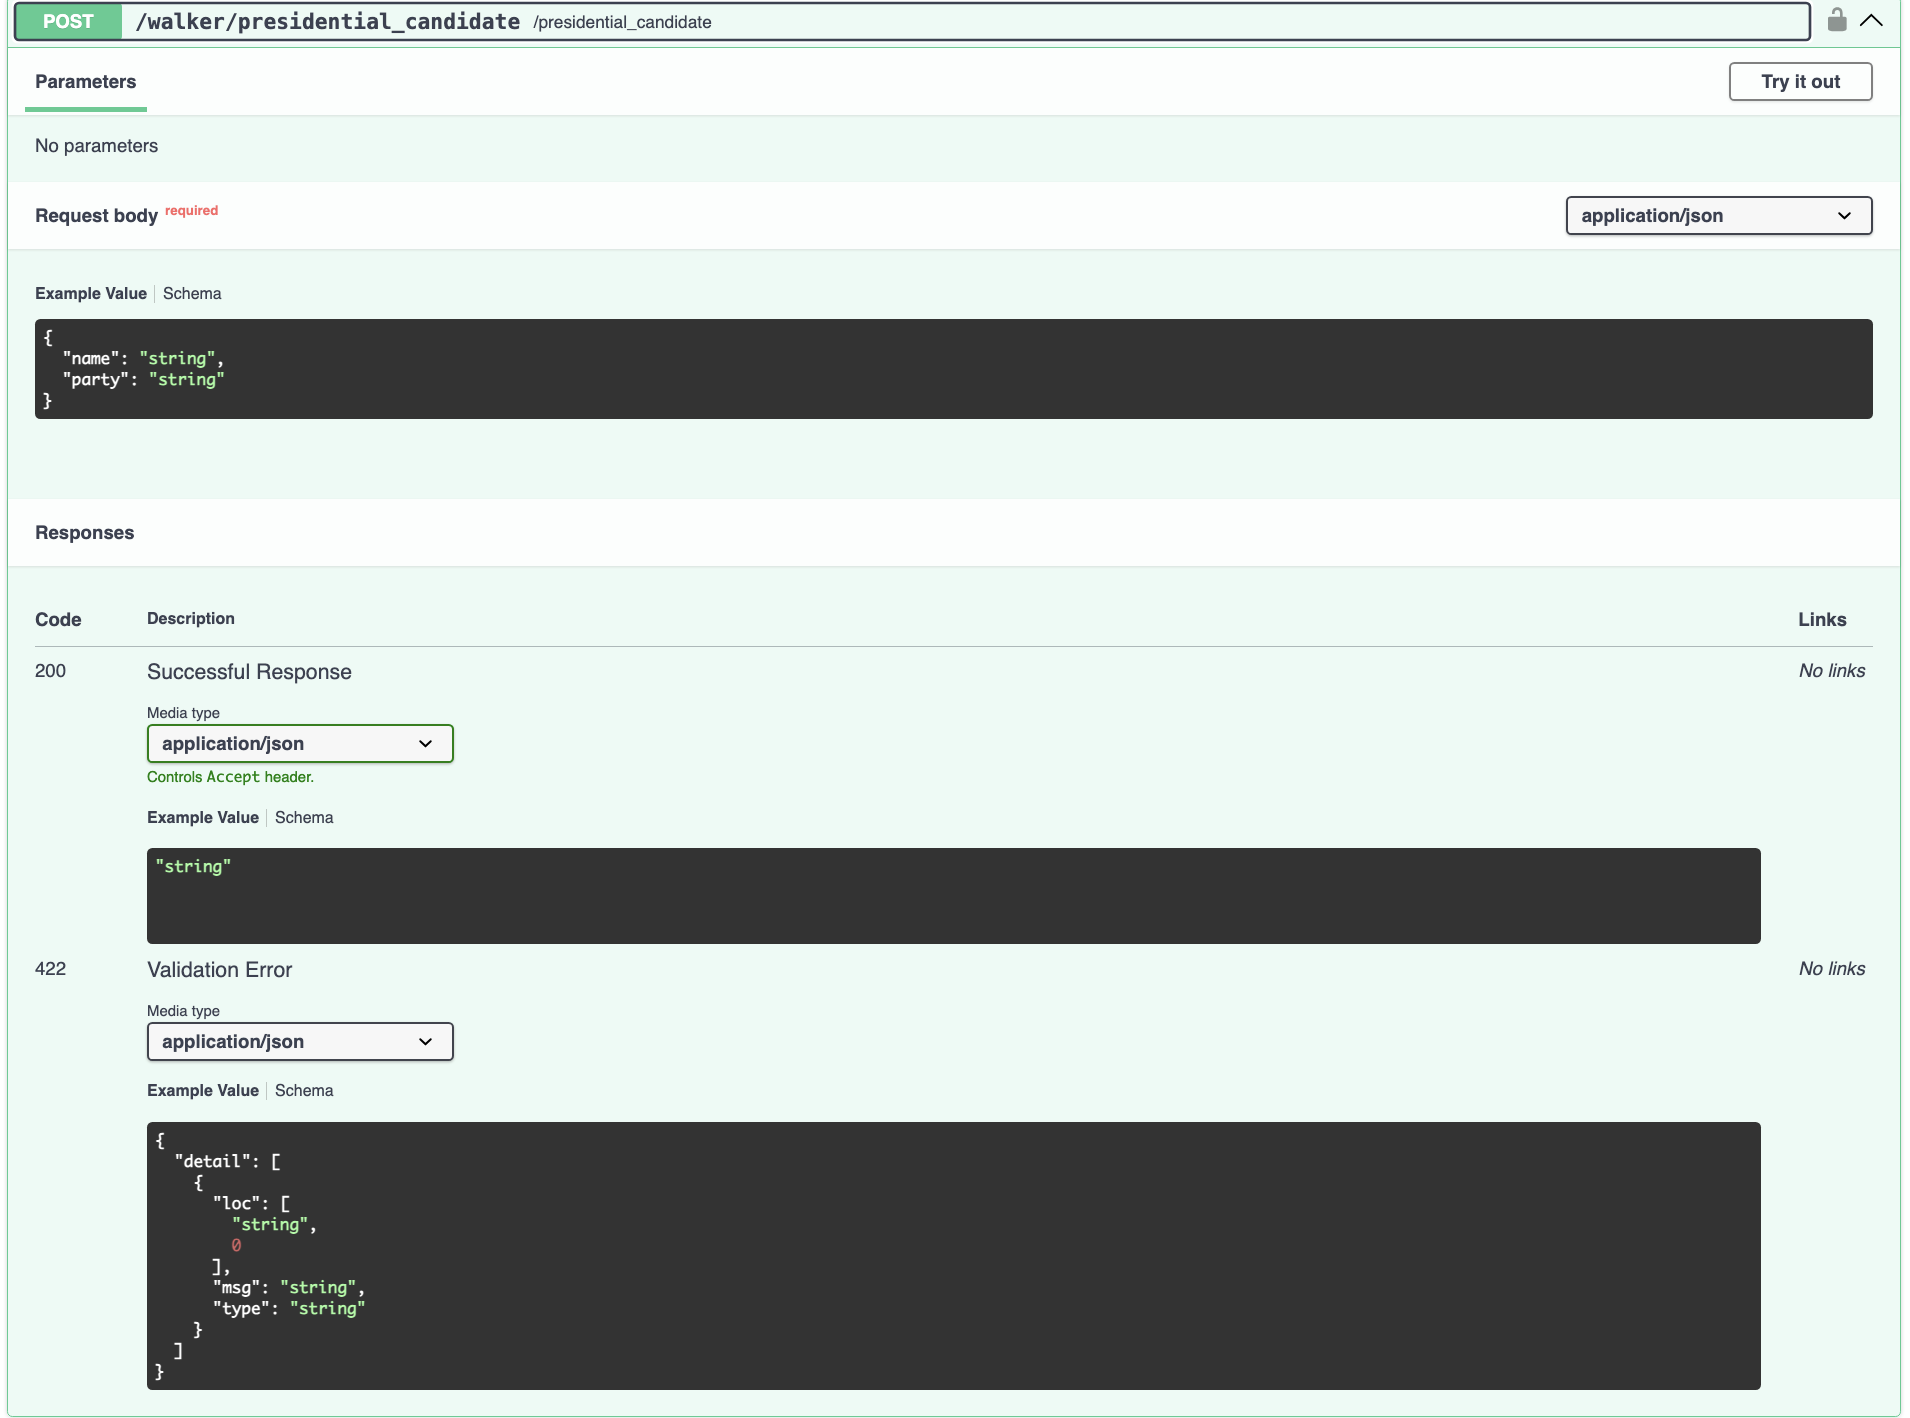 POST /walker/presidential_candidate /presidential_candidate
Parameters
Try it out
No parameters
Request body required
application/json
Example Value Schema
{
  "name": "string",
  "party": "string"
}
Responses
Code Description Links
200 Successful Response No links
Media type
application/json
Controls Accept header.
Example Value Schema
"string"
422 Validation Error No links
Media type
application/json
Example Value Schema
{
  "detail": [
    {
      "loc": [
        "string",
        0
      ],
      "msg": "string",
      "type": "string"
    }
  ]
}